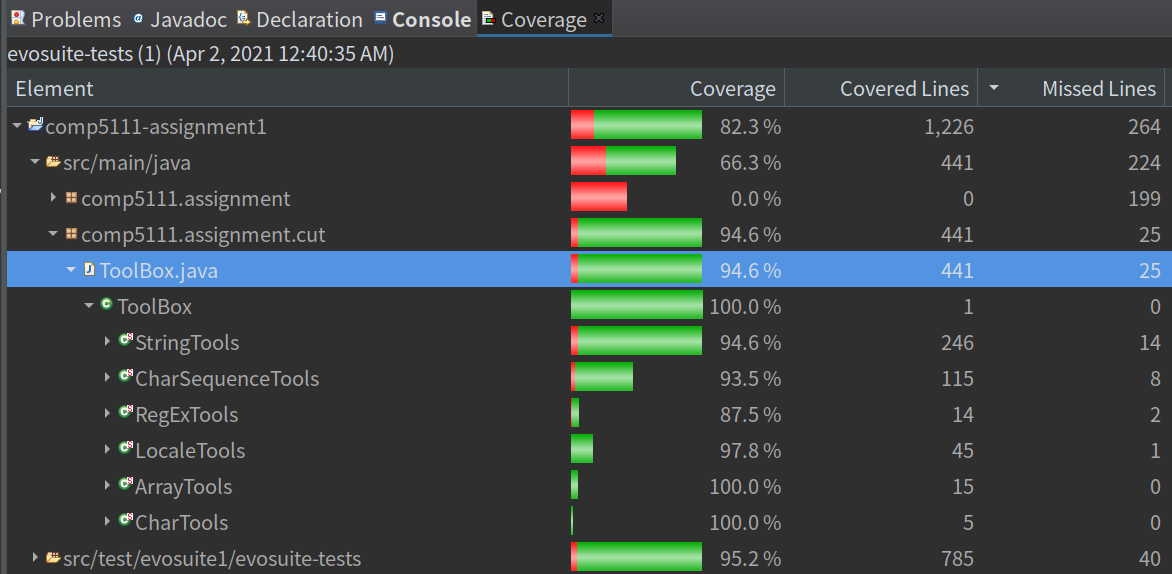 Problems @ Javadoc Declaration Console Coverage
evosuite-tests (1) (Apr 2, 2021 12:40:35 AM)
Element Coverage Covered Lines Missed Lines
comp5111-assignment1 82.3 % 1,226 264
src/main/java 66.3 % 441 224
comp5111.assignment 0.0 % 0 199
comp5111.assignment.cut 94.6 % 441 25
ToolBox.java 94.6 % 441 25
ToolBox 100.0 % 1 0
StringTools 94.6 % 246 14
CharSequenceTools 93.5 % 115 8
RegExTools 87.5 % 14 2
LocaleTools 97.8 % 45 1
ArrayTools 100.0 % 15 0
CharTools 100.0 % 5 0
src/test/evosuite1/evosuite-tests 95.2 % 785 40